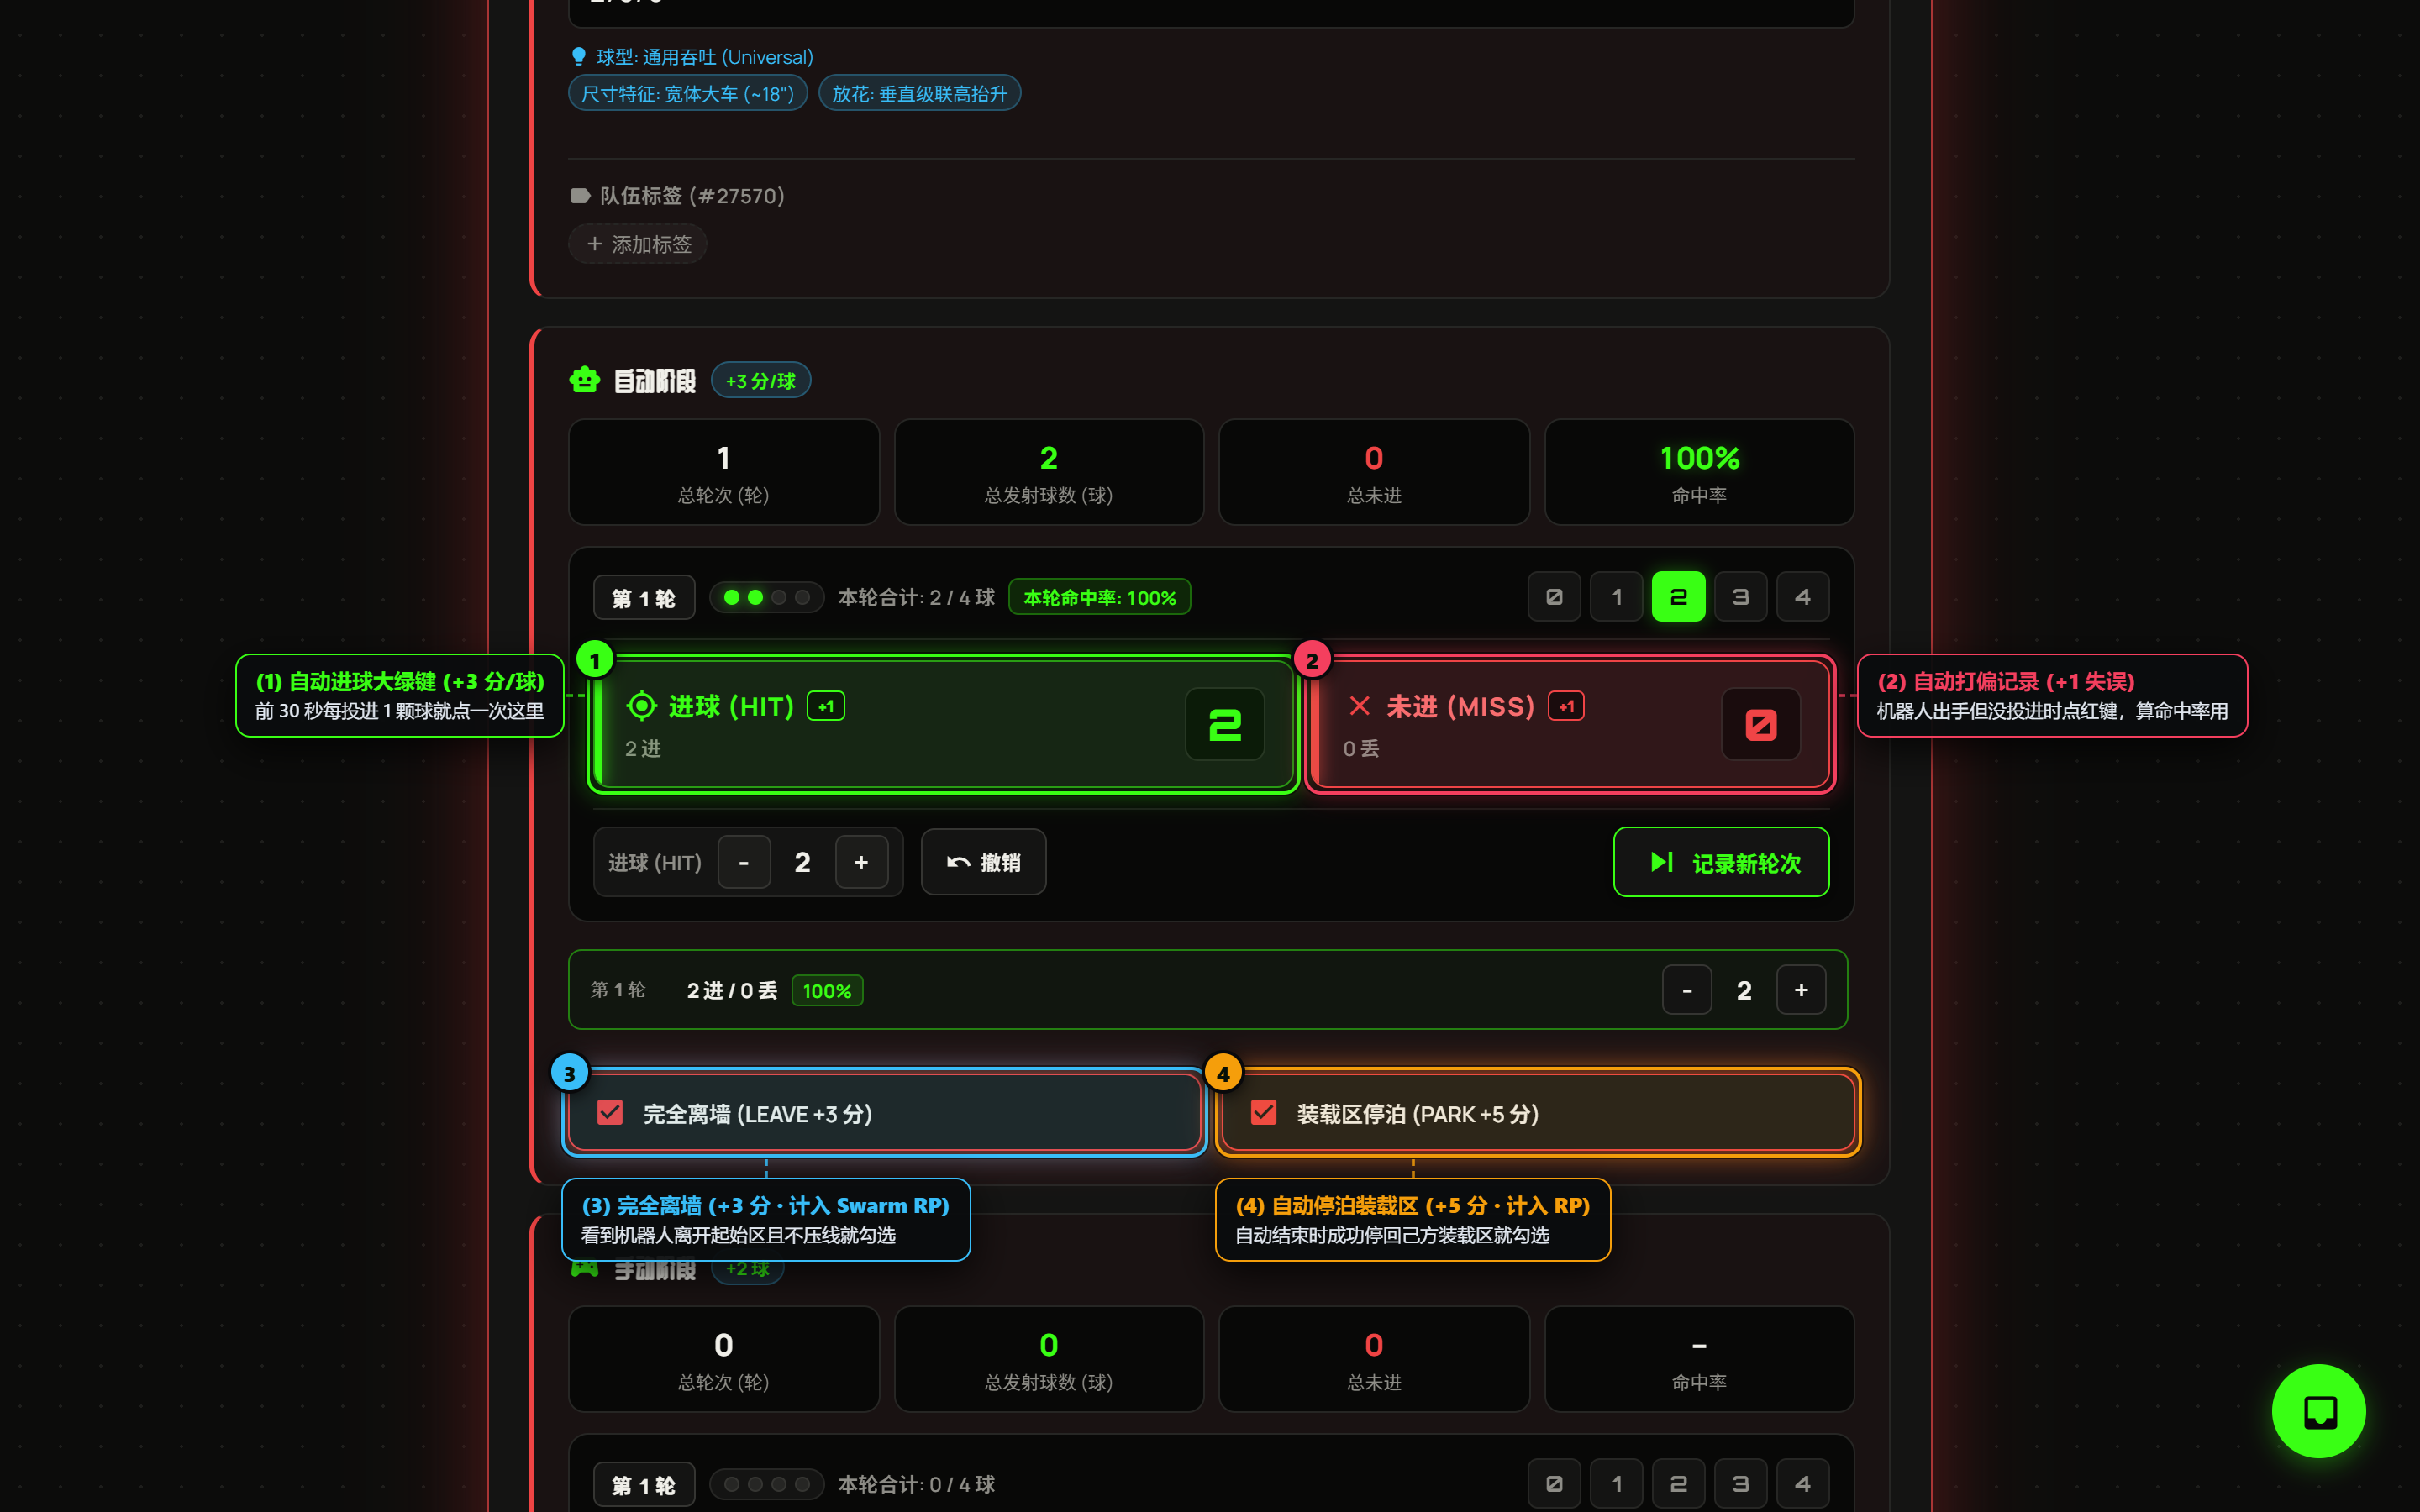 球型: 通用吞吐 (Universal)
尺寸特征: 宽体大车 (~18") 放花: 垂直级联高抬升
队伍标签 (#27570)
+ 添加标签
自动阶段 +3 分/球
1 2 0 100%
总轮次 (轮) 总发射球数 (球) 总未进 命中率
第 1 轮 本轮合计: 2 / 4 球 本轮命中率: 100% 0 1 2 3 4
1 2
(1) 自动进球大绿键 (+3 分/球)
前 30 秒每投进 1 颗球就点一次这里
进球 (HIT) +1 2
2 进
未进 (MISS) +1 0
0 丢
(2) 自动打偏记录 (+1 失误)
机器人出手但没投进时点红键，算命中率用
进球 (HIT) - 2 + 撤销 记录新轮次
第 1 轮 2 进 / 0 丢 100% - 2 +
3 4
完全离墙 (LEAVE +3 分) 装载区停泊 (PARK +5 分)
(3) 完全离墙 (+3 分 · 计入 Swarm RP)
看到机器人离开起始区且不压线就勾选
(4) 自动停泊装载区 (+5 分 · 计入 RP)
自动结束时成功停回己方装载区就勾选
手动阶段 +2 球
0 0 0 –
总轮次 (轮) 总发射球数 (球) 总未进 命中率
第 1 轮 本轮合计: 0 / 4 球 0 1 2 3 4